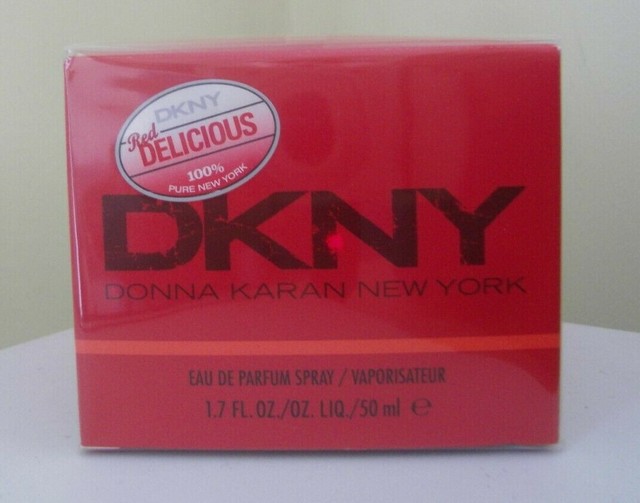 DKNY
Red
DELICIOUS
100%
PURE NEW YORK
DKNY
DONNA KARAN NEW YORK
EAU DE PARFUM SPRAY / VAPORISATEUR
1.7 FL. OZ./OZ. LIQ./50 ml ℮